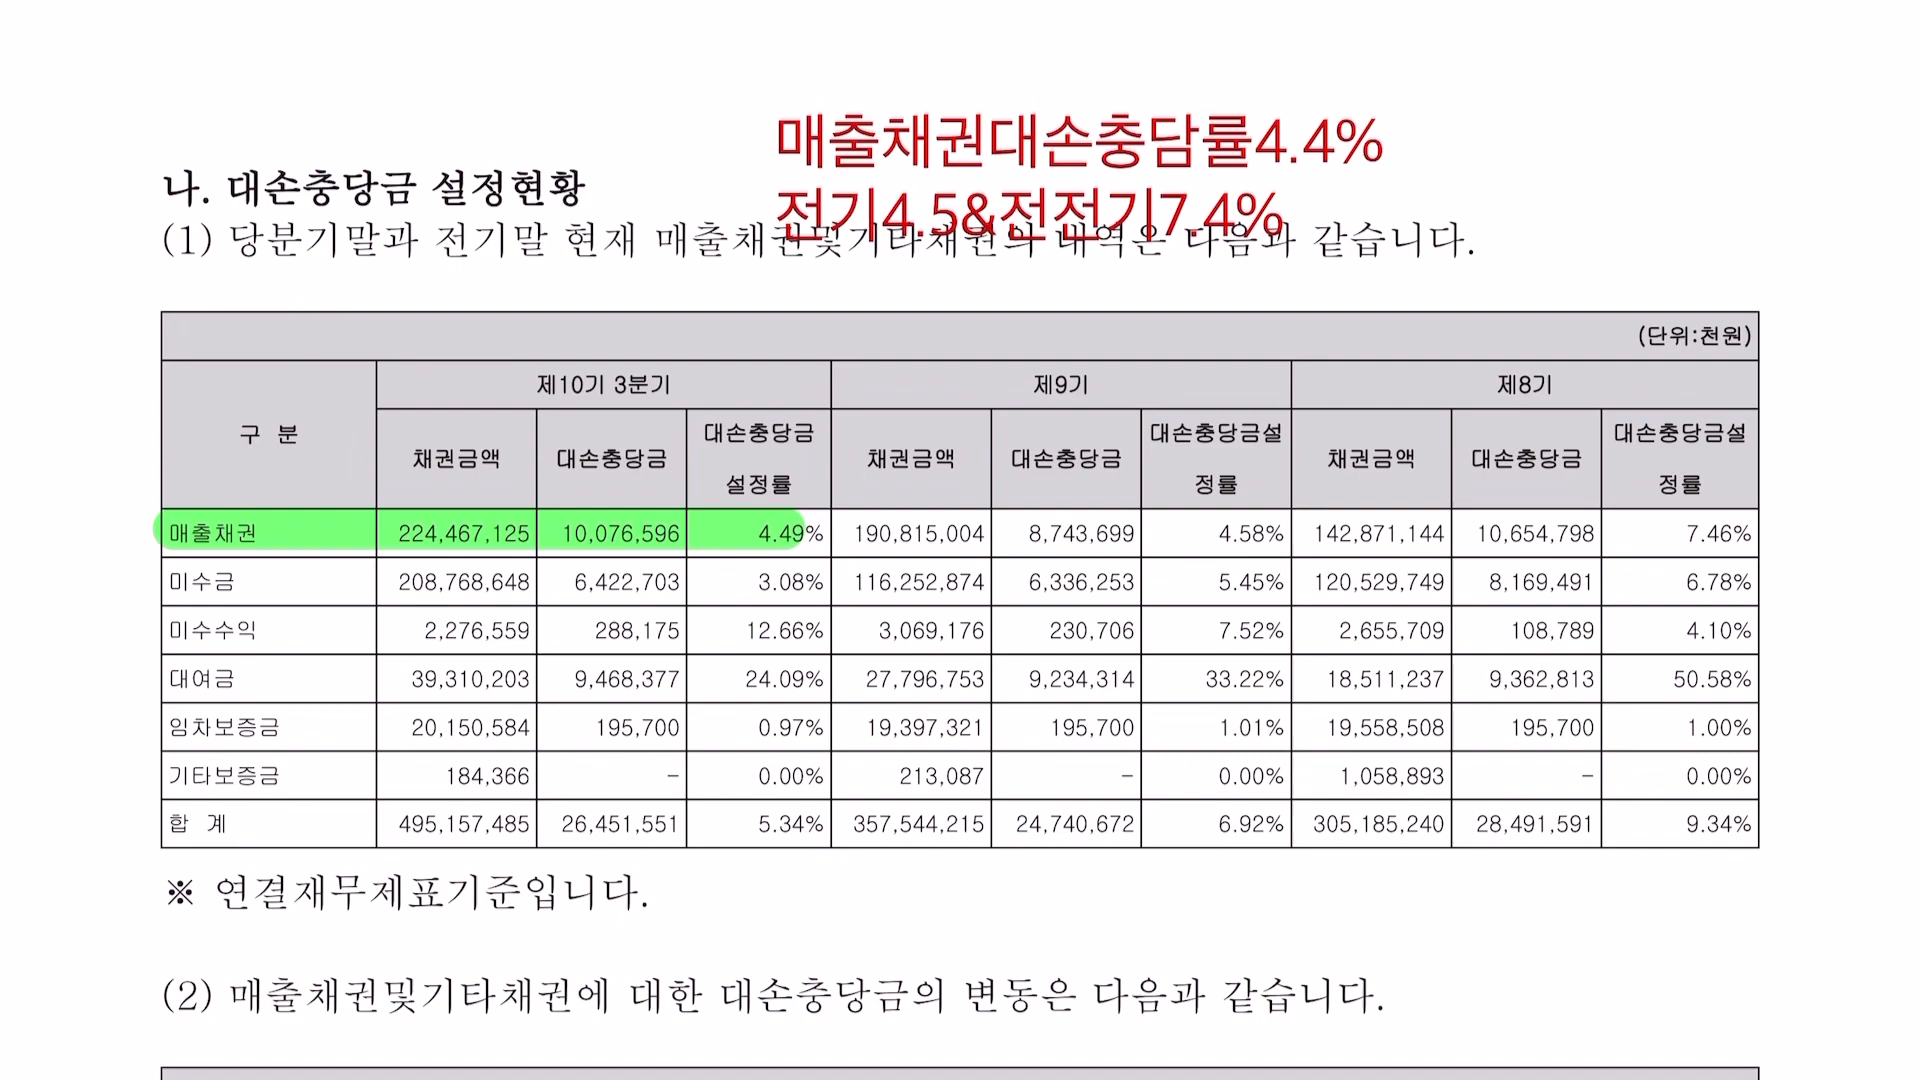 매출채권대손충담률4.4%
전기4.5&전전기7.4%
나. 대손충당금 설정현황
(1) 당분기말과 전기말 현재 매출채권및기타채권의 내역은 다음과 같습니다.
(단위:천원)
구 분 제10기 3분기 제9기 제8기
채권금액 대손충당금 대손충당금 설정률 채권금액 대손충당금 대손충당금설정률 채권금액 대손충당금 대손충당금설정률
매출채권 224,467,125 10,076,596 4.49% 190,815,004 8,743,699 4.58% 142,871,144 10,654,798 7.46%
미수금 208,768,648 6,422,703 3.08% 116,252,874 6,336,253 5.45% 120,529,749 8,169,491 6.78%
미수수익 2,276,559 288,175 12.66% 3,069,176 230,706 7.52% 2,655,709 108,789 4.10%
대여금 39,310,203 9,468,377 24.09% 27,796,753 9,234,314 33.22% 18,511,237 9,362,813 50.58%
임차보증금 20,150,584 195,700 0.97% 19,397,321 195,700 1.01% 19,558,508 195,700 1.00%
기타보증금 184,366 - 0.00% 213,087 - 0.00% 1,058,893 - 0.00%
합 계 495,157,485 26,451,551 5.34% 357,544,215 24,740,672 6.92% 305,185,240 28,491,591 9.34%
※ 연결재무제표기준입니다.
(2) 매출채권및기타채권에 대한 대손충당금의 변동은 다음과 같습니다.